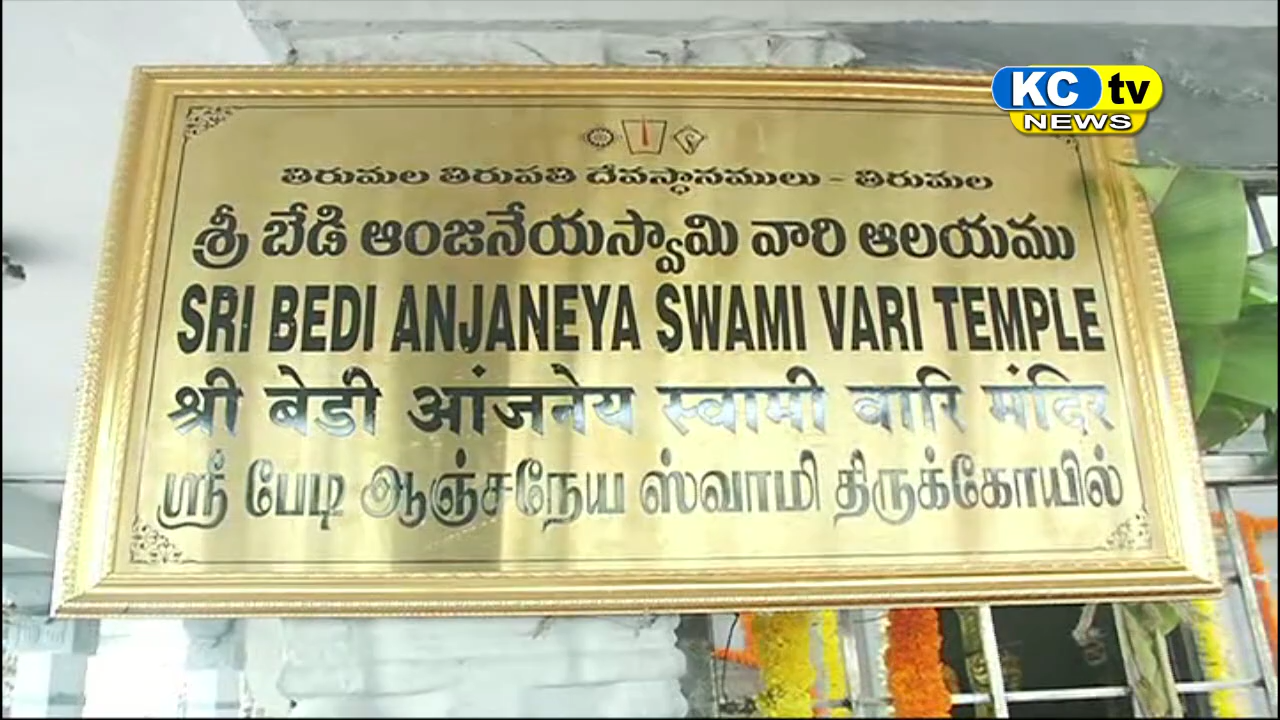 KC tv
NEWS
తిరుమల తిరుపతి దేవస్థానములు - తిరుమల
శ్రీ బేడి ఆంజనేయస్వామి వారి ఆలయము
SRI BEDI ANJANEYA SWAMI VARI TEMPLE
श्री बेडी आंजनेय स्वामी वारि मंदिर
ஸ்ரீ பேடி ஆஞ்சநேய ஸ்வாமி திருக்கோயில்